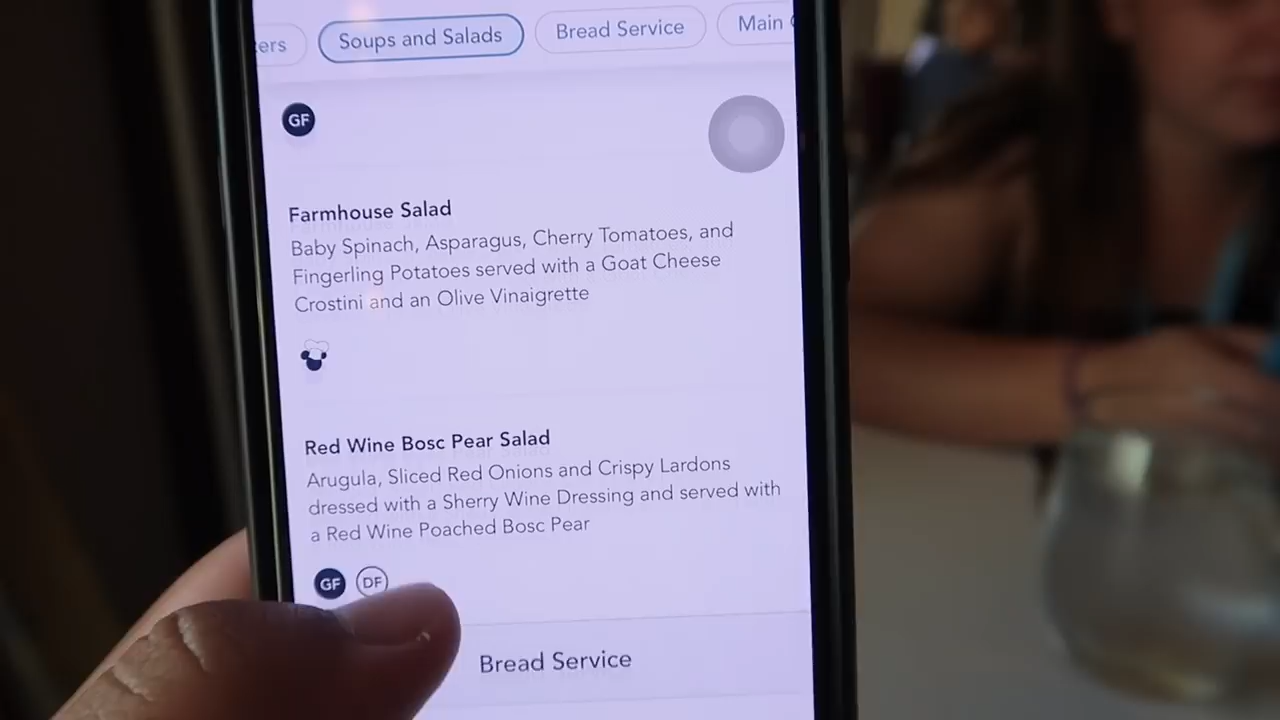 ers
Soups and Salads
Bread Service
Main
GF
Farmhouse Salad
Baby Spinach, Asparagus, Cherry Tomatoes, and
Fingerling Potatoes served with a Goat Cheese
Crostini and an Olive Vinaigrette
Red Wine Bosc Pear Salad
Arugula, Sliced Red Onions and Crispy Lardons
dressed with a Sherry Wine Dressing and served with
a Red Wine Poached Bosc Pear
GF DF
Bread Service